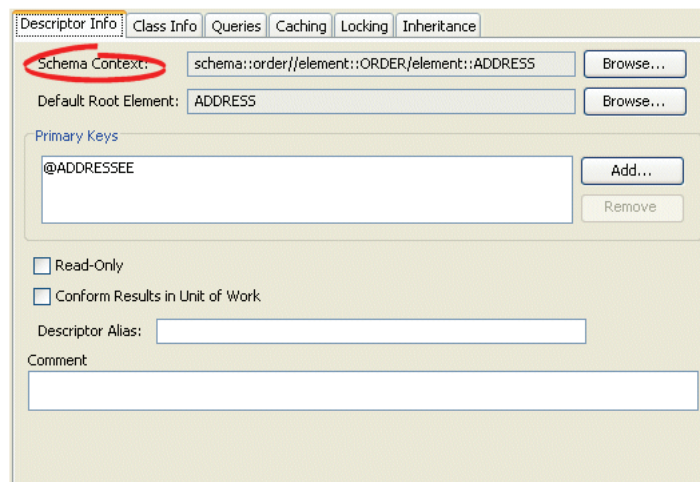 Descriptor Info Class Info Queries Caching Locking Inheritance
Schema Context: schema::order//element::ORDER/element::ADDRESS Browse...
Default Root Element: ADDRESS Browse...
Primary Keys
@ADDRESSEE Add...
Remove
Read-Only
Conform Results in Unit of Work
Descriptor Alias:
Comment